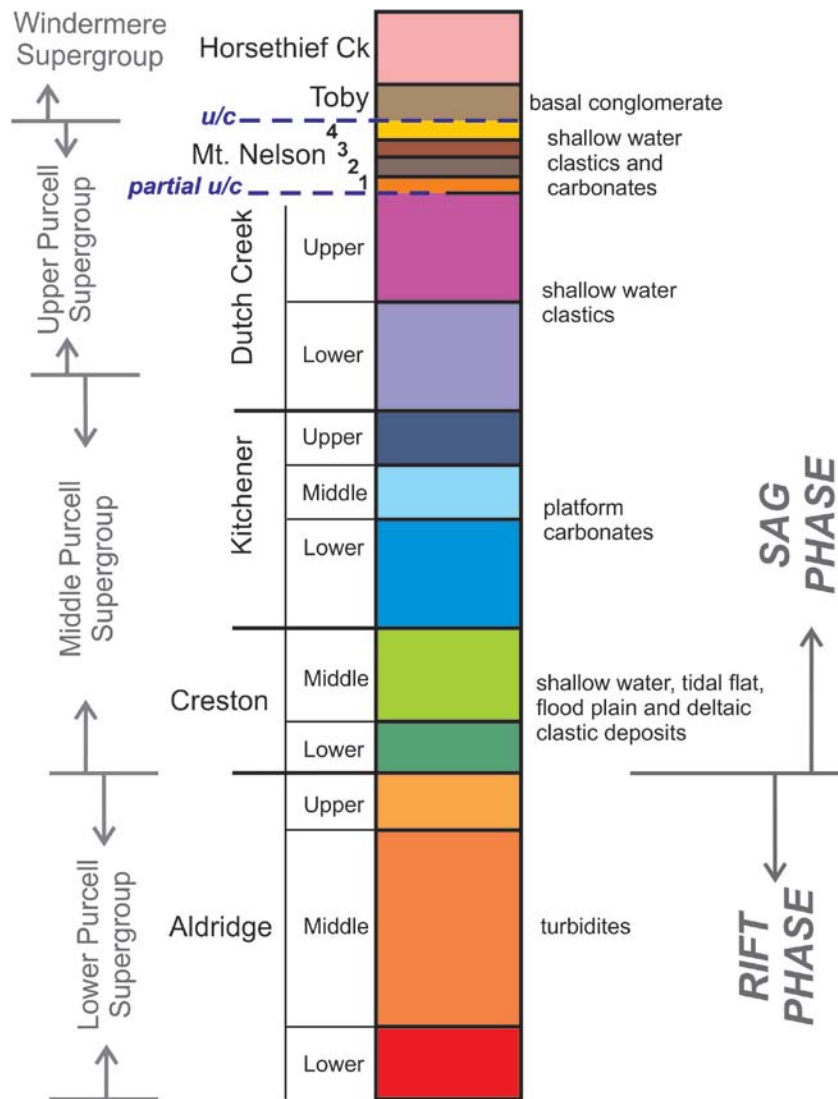 Windermere
Supergroup
Horsethief Ck
Toby
basal conglomerate
u/c
4
3
2
1
Mt. Nelson
shallow water
clastics and
carbonates
partial u/c
Upper Purcell
Supergroup
Dutch Creek
Upper
Lower
shallow water
clastics
Middle Purcell
Supergroup
Kitchener
Upper
Middle
Lower
platform
carbonates
SAG
PHASE
Creston
Middle
Lower
shallow water, tidal flat,
flood plain and deltaic
clastic deposits
Lower Purcell
Supergroup
Aldridge
Upper
Middle
Lower
turbidites
RIFT
PHASE